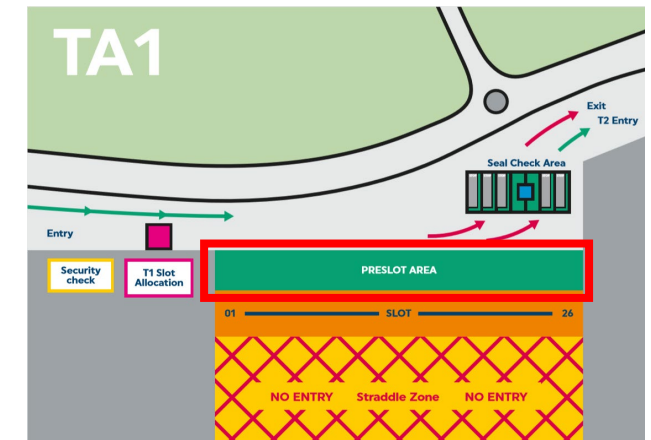 TA1
Exit
T2 Entry
Seal Check Area
Entry
Security
check
T1 Slot
Allocation
PRESLOT AREA
01 SLOT 26
NO ENTRY Straddle Zone NO ENTRY